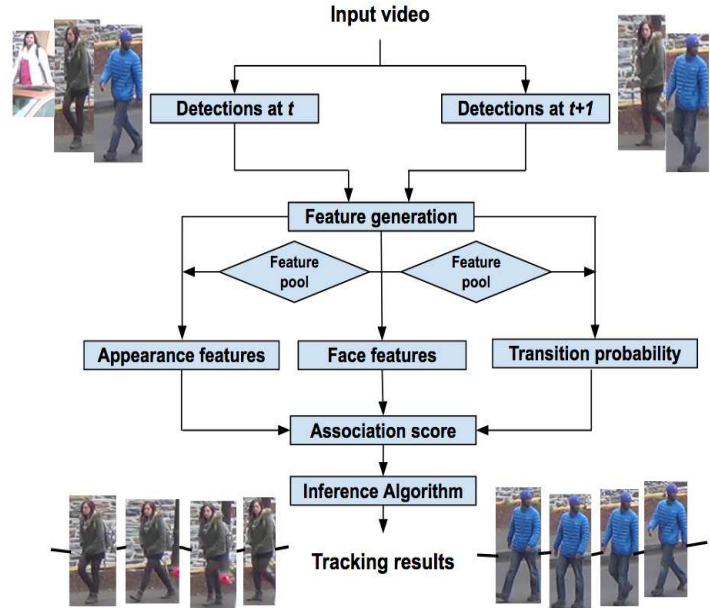 Input video
Detections at t
Detections at t+1
Feature generation
Feature
pool
Feature
pool
Appearance features
Face features
Transition probability
Association score
Inference Algorithm
Tracking results